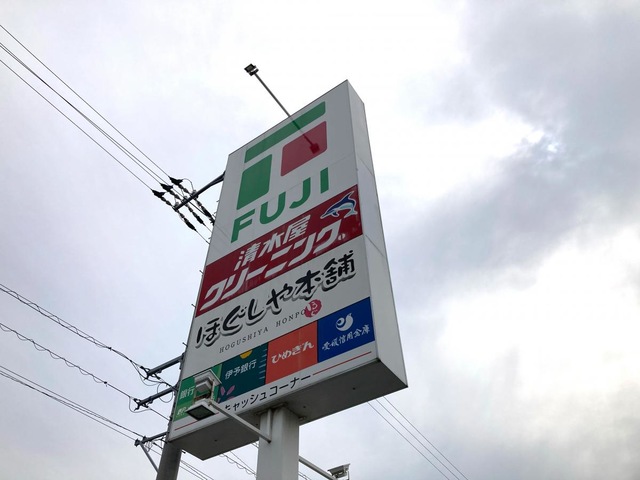 FUJI
清水屋
クリーニング
ほぐしや本舗
HOGUSHIYA HONPO
銀行
伊予銀行
ひめぎん
愛媛信用金庫
キャッシュコーナー